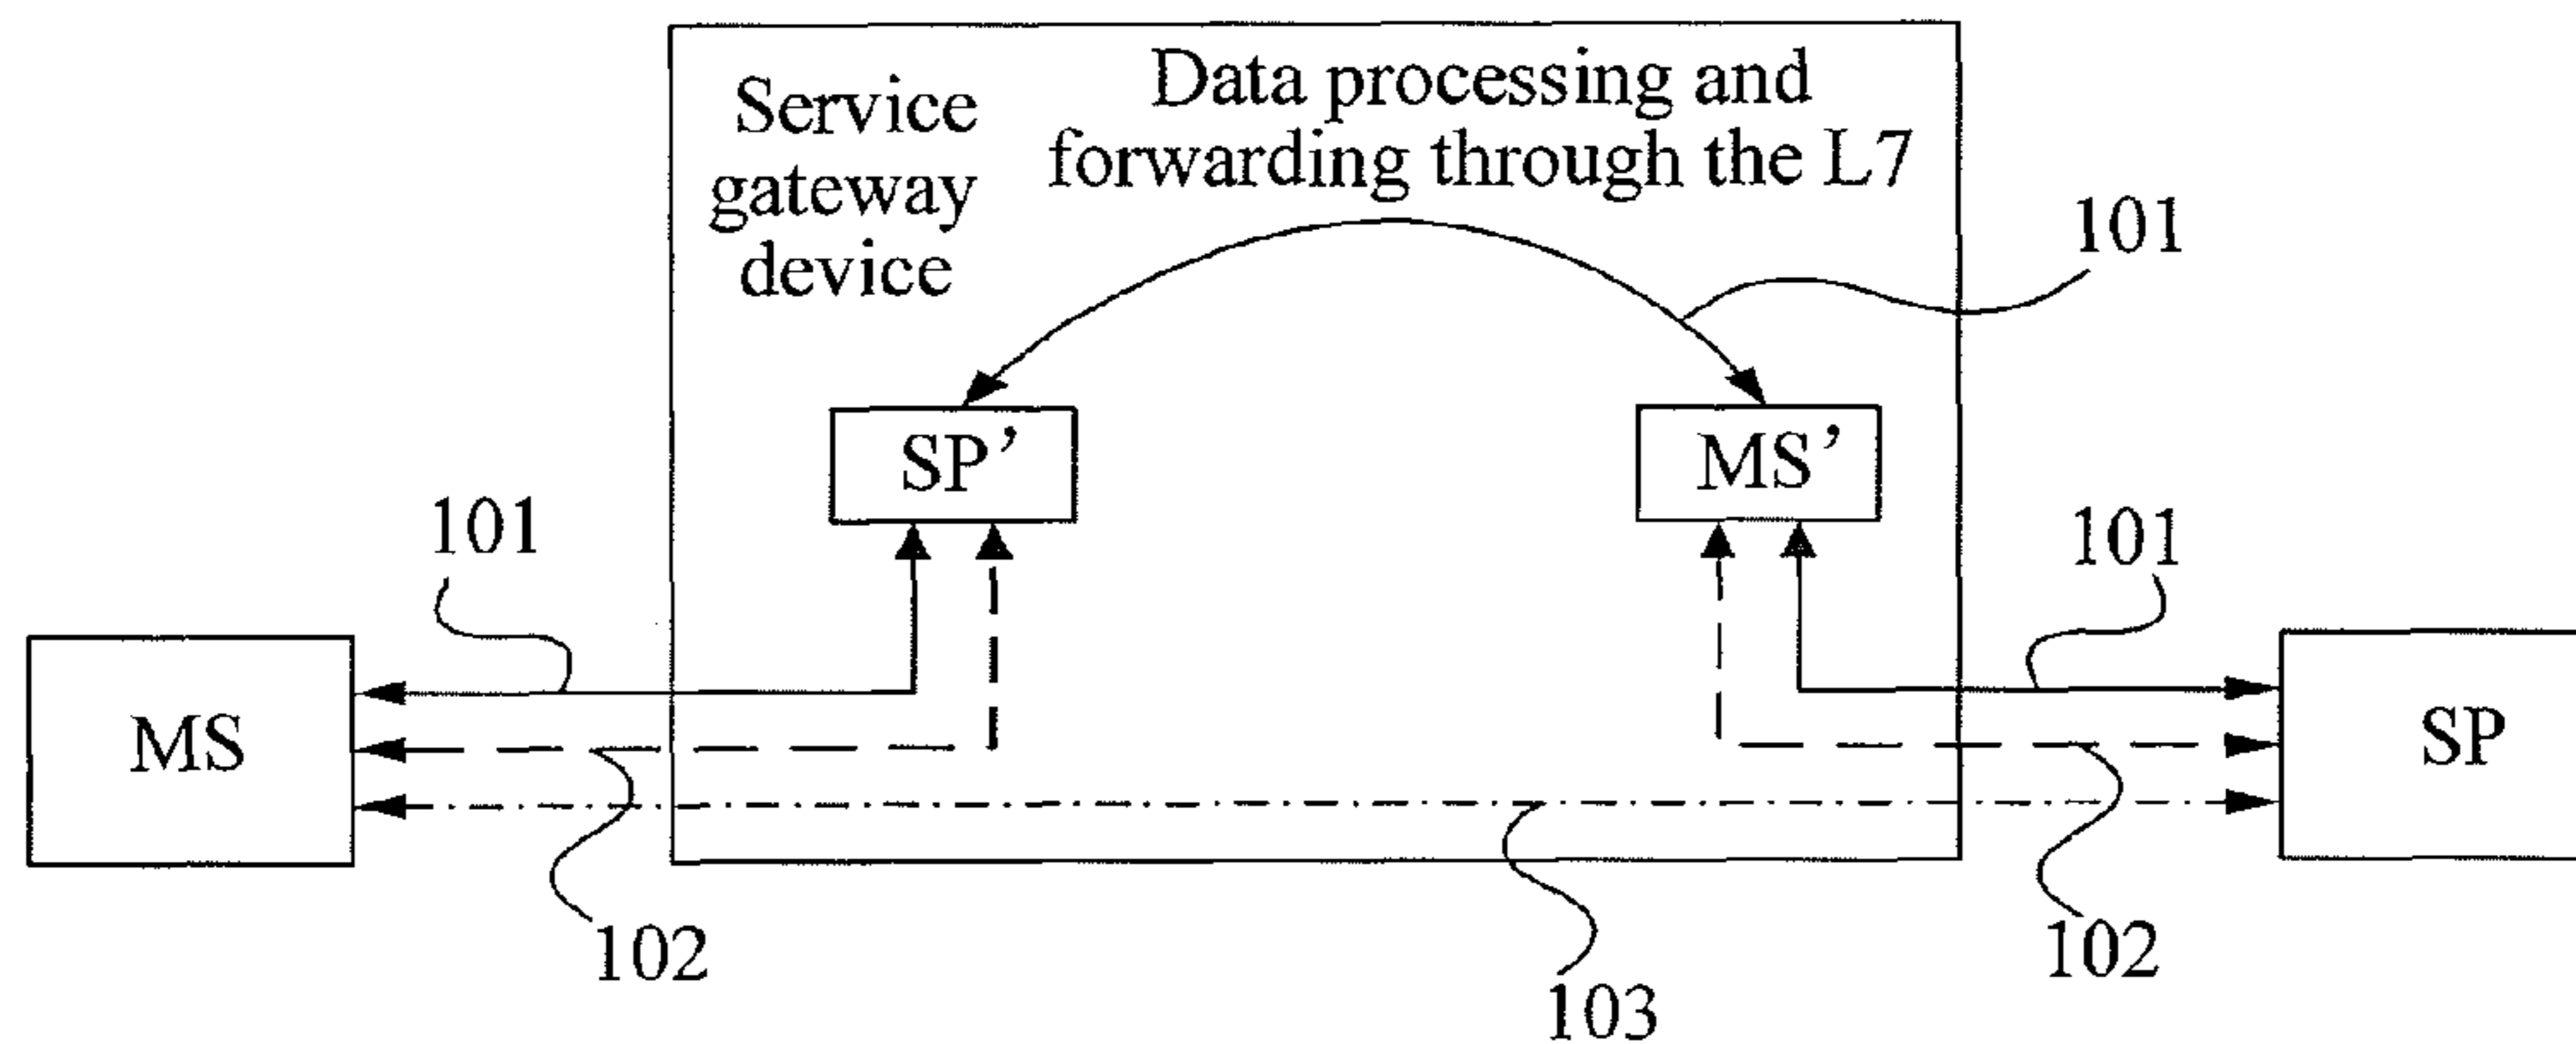 Service
gateway
device
Data processing and
forwarding through the L7
101
SP’
MS’
101
101
MS
SP
102
102
103